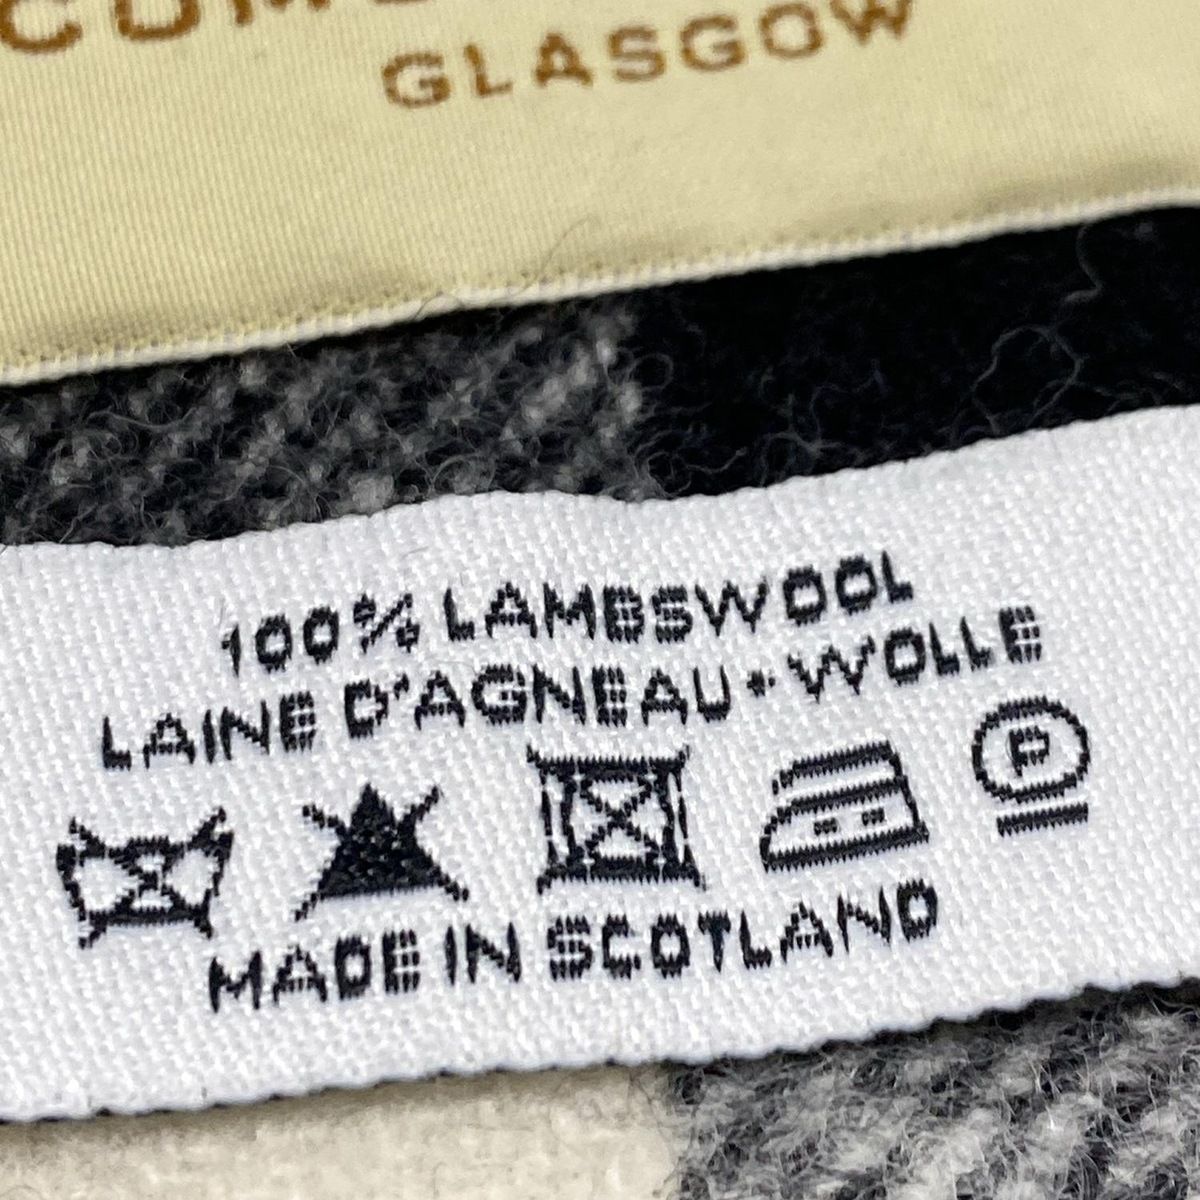 GLASGOW
100% LAMBSWOOL
LAINE D'AGNEAU • WOLLE
P
MADE IN SCOTLAND